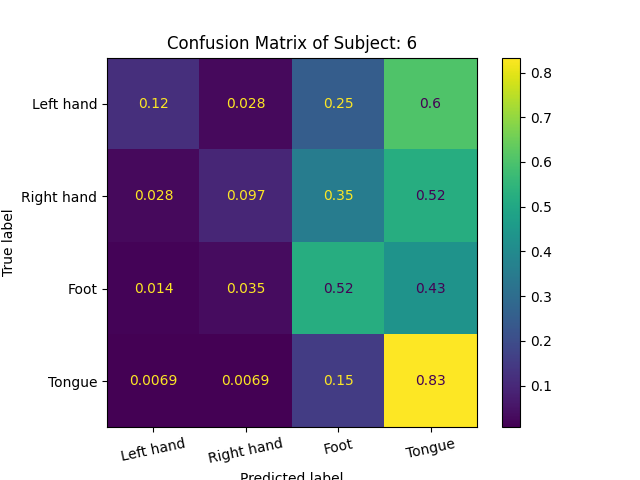 Confusion Matrix of Subject: 6
True label
Left hand 0.12 0.028 0.25 0.6
Right hand 0.028 0.097 0.35 0.52
Foot 0.014 0.035 0.52 0.43
Tongue 0.0069 0.0069 0.15 0.83
Left hand Right hand Foot Tongue
Predicted label
0.8
0.7
0.6
0.5
0.4
0.3
0.2
0.1